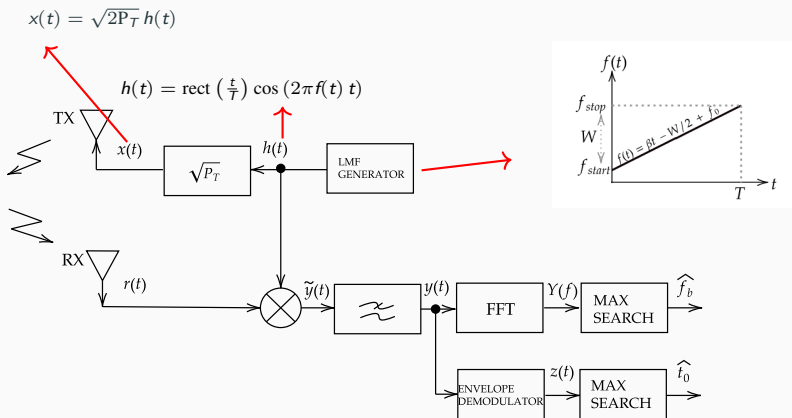 x(t) = √2P_T h(t)
h(t) = rect (t/T) cos (2πf(t) t)
TX
x(t)
√P_T
h(t)
LMF
GENERATOR
f(t)
f_stop
W
f_start
f(t) = βt − W/2 + f_0
T
t
RX
r(t)
ỹ(t)
y(t)
FFT
Y(f)
MAX
SEARCH
f̂_b
ENVELOPE
DEMODULATOR
z(t)
MAX
SEARCH
t̂_0